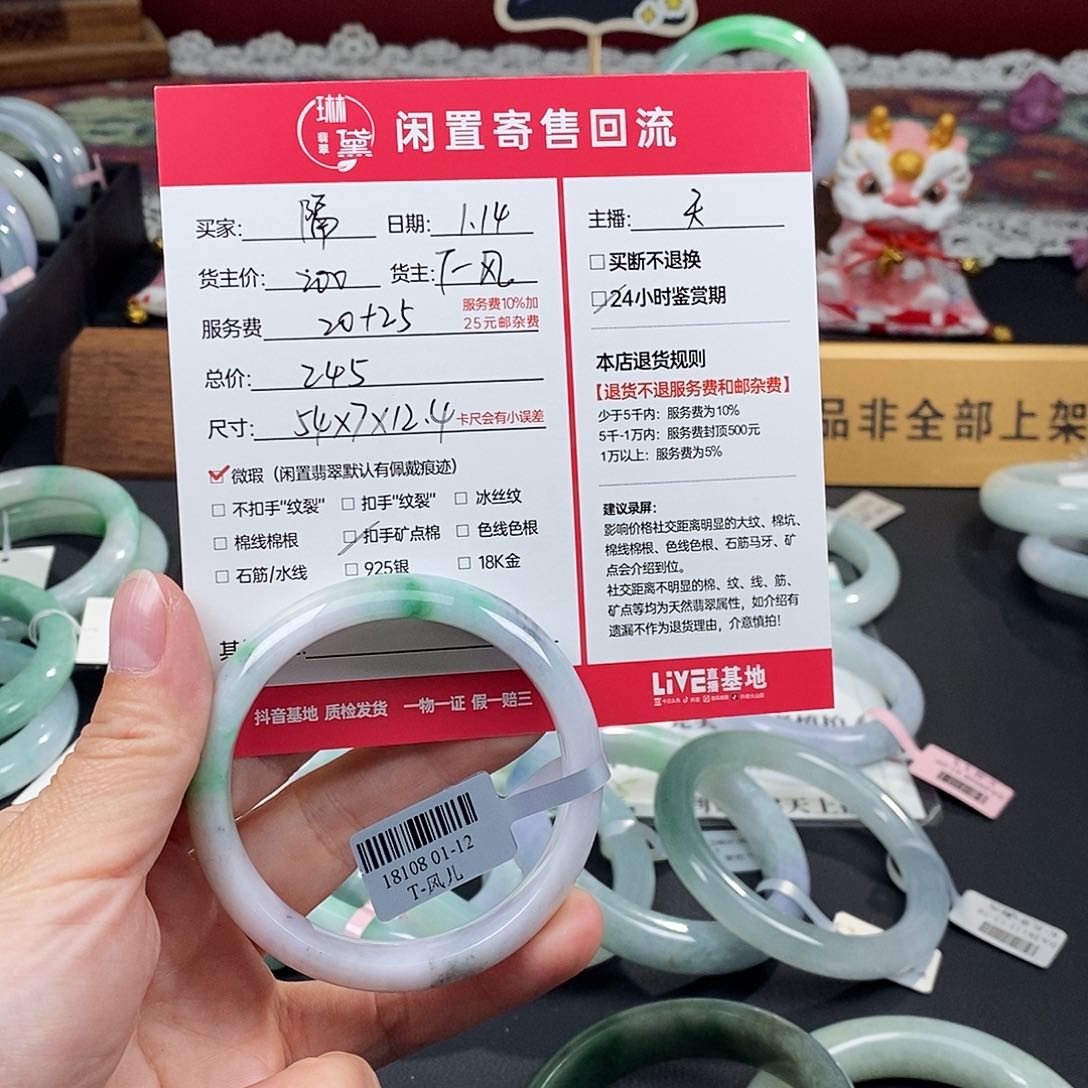 琳黛
翡翠
闲置寄售回流
买家: 隔 日期: 1.14
货主价: 200 货主: T-风
服务费 20+25 服务费10%加
25元邮杂费
总价: 245
尺寸: 54×7×12.4 卡尺会有小误差
微瑕（闲置翡翠默认有佩戴痕迹）
不扣手"纹裂" 扣手"纹裂" 冰丝纹
棉线棉根 扣手矿点棉 色线色根
石筋/水线 925银 18K金
抖音基地 质检发货 一物一证 假一赔三
主播: 天
买断不退换
24小时鉴赏期
本店退货规则
【退货不退服务费和邮杂费】
少于5千内：服务费为10%
5千-1万内：服务费封顶500元
1万以上：服务费为5%
建议录屏：
影响价格社交距离明显的大纹、棉坑、
棉线棉根、色线色根、石筋马牙、矿
点会介绍到位。
社交距离不明显的棉、纹、线、筋、
矿点等均为天然翡翠属性，如介绍有
遗漏不作为退货理由，介意慎拍！
LiVE直播基地
18108 01-12
T-风儿
品非全部上架